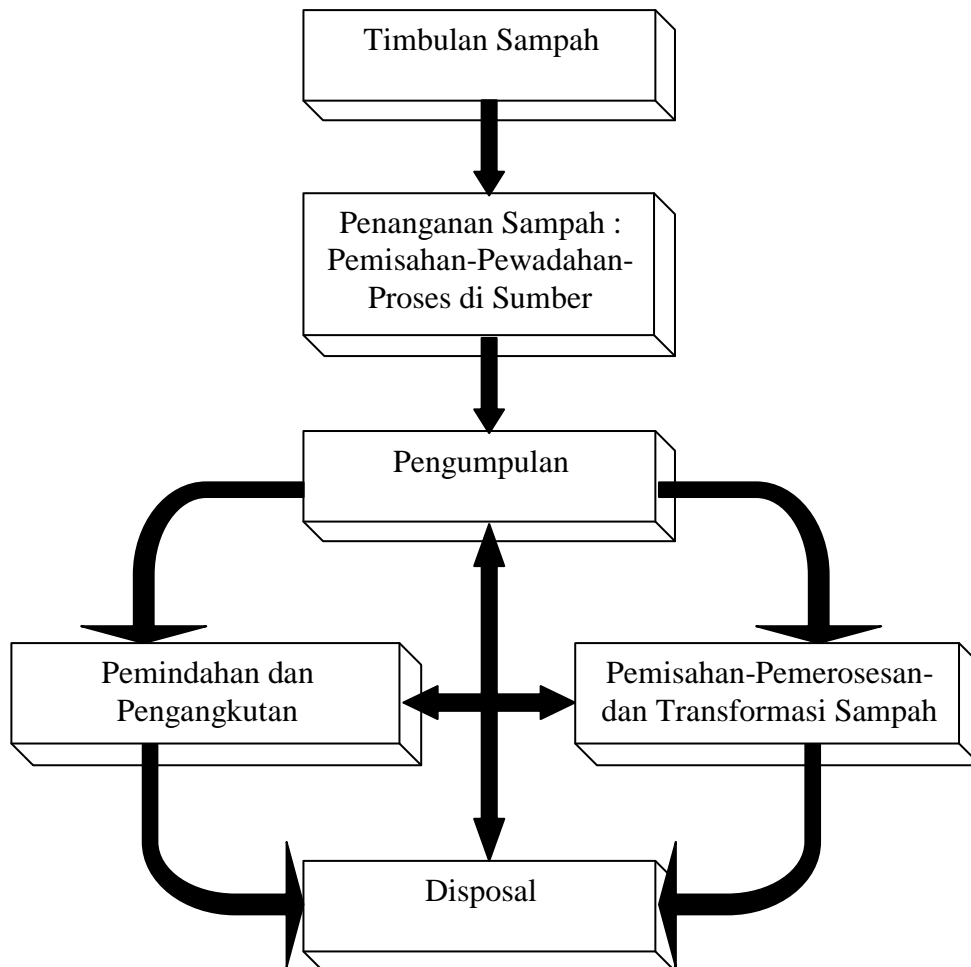 Timbulan Sampah
Penanganan Sampah :
Pemisahan-Pewadahan-
Proses di Sumber
Pengumpulan
Pemindahan dan
Pengangkutan
Pemisahan-Pemerosesan-
dan Transformasi Sampah
Disposal